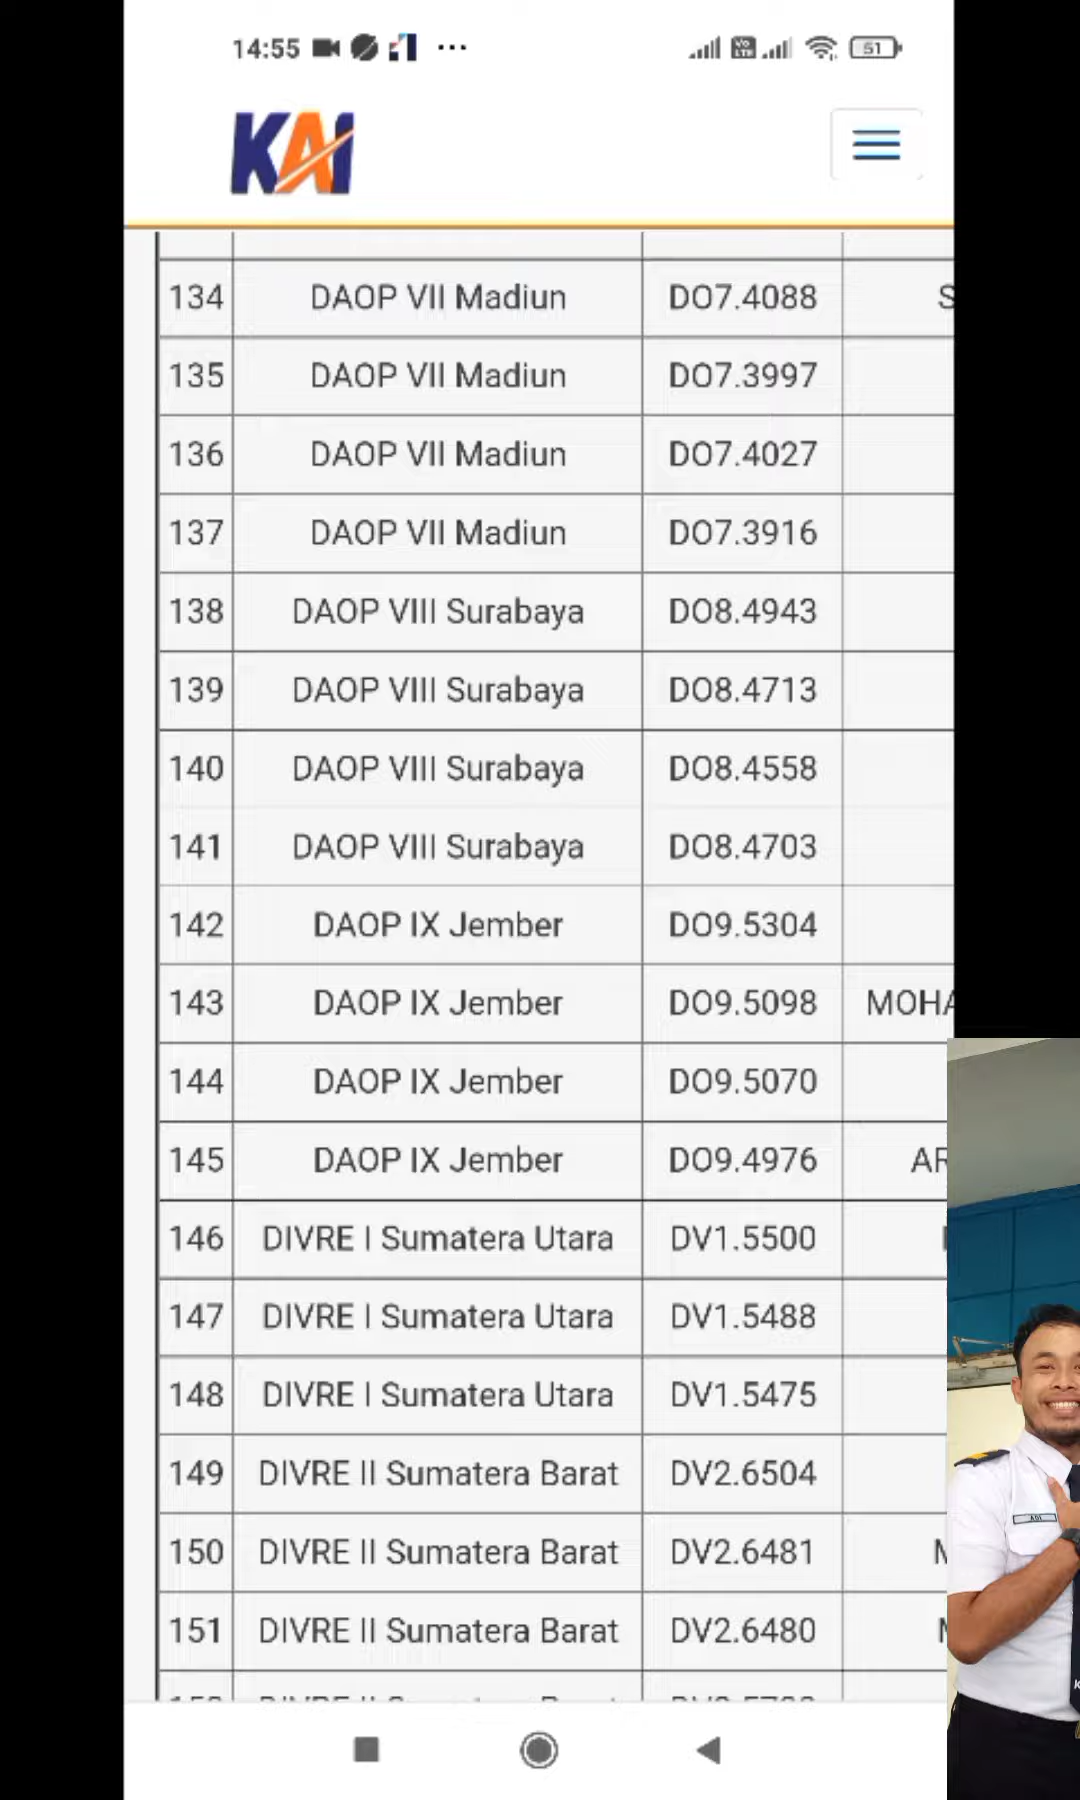 14:55 51
KAI
134 DAOP VII Madiun DO7.4088 S
135 DAOP VII Madiun DO7.3997
136 DAOP VII Madiun DO7.4027
137 DAOP VII Madiun DO7.3916
138 DAOP VIII Surabaya DO8.4943
139 DAOP VIII Surabaya DO8.4713
140 DAOP VIII Surabaya DO8.4558
141 DAOP VIII Surabaya DO8.4703
142 DAOP IX Jember DO9.5304
143 DAOP IX Jember DO9.5098 MOHA
144 DAOP IX Jember DO9.5070
145 DAOP IX Jember DO9.4976 AR
146 DIVRE I Sumatera Utara DV1.5500
147 DIVRE I Sumatera Utara DV1.5488
148 DIVRE I Sumatera Utara DV1.5475
149 DIVRE II Sumatera Barat DV2.6504
150 DIVRE II Sumatera Barat DV2.6481
151 DIVRE II Sumatera Barat DV2.6480